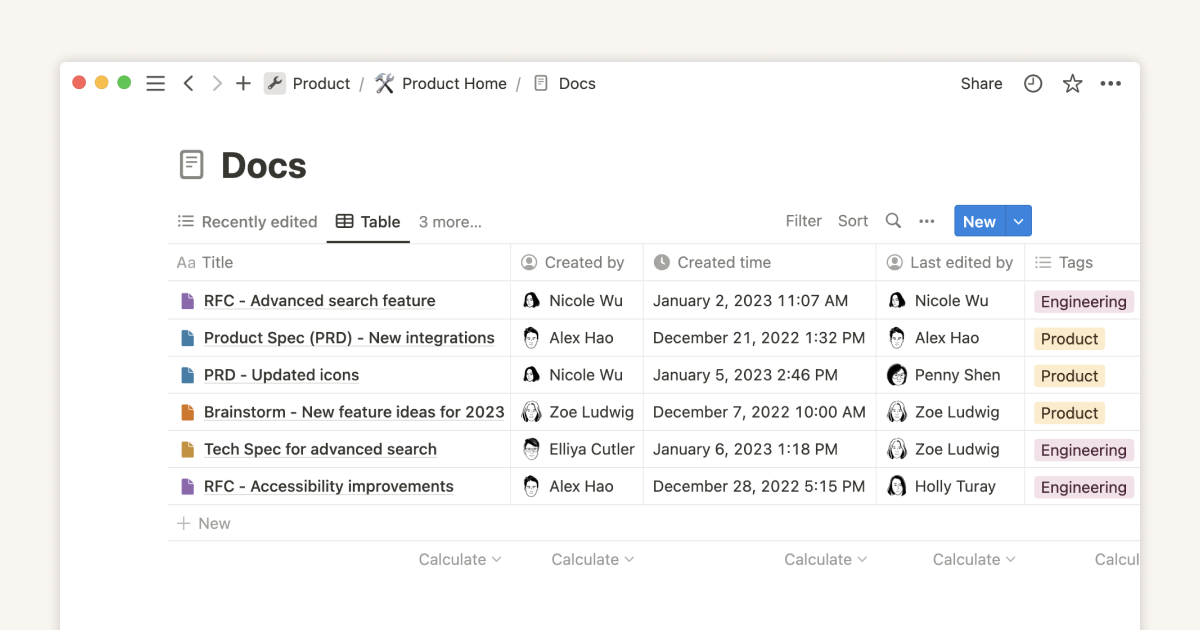 Product / Product Home / Docs Share
Docs
Recently edited Table 3 more... Filter Sort New
Aa Title Created by Created time Last edited by Tags
RFC - Advanced search feature Nicole Wu January 2, 2023 11:07 AM Nicole Wu Engineering
Product Spec (PRD) - New integrations Alex Hao December 21, 2022 1:32 PM Alex Hao Product
PRD - Updated icons Nicole Wu January 5, 2023 2:46 PM Penny Shen Product
Brainstorm - New feature ideas for 2023 Zoe Ludwig December 7, 2022 10:00 AM Zoe Ludwig Product
Tech Spec for advanced search Elliya Cutler January 6, 2023 1:18 PM Zoe Ludwig Engineering
RFC - Accessibility improvements Alex Hao December 28, 2022 5:15 PM Holly Turay Engineering
+ New
Calculate Calculate Calculate Calculate Calcul